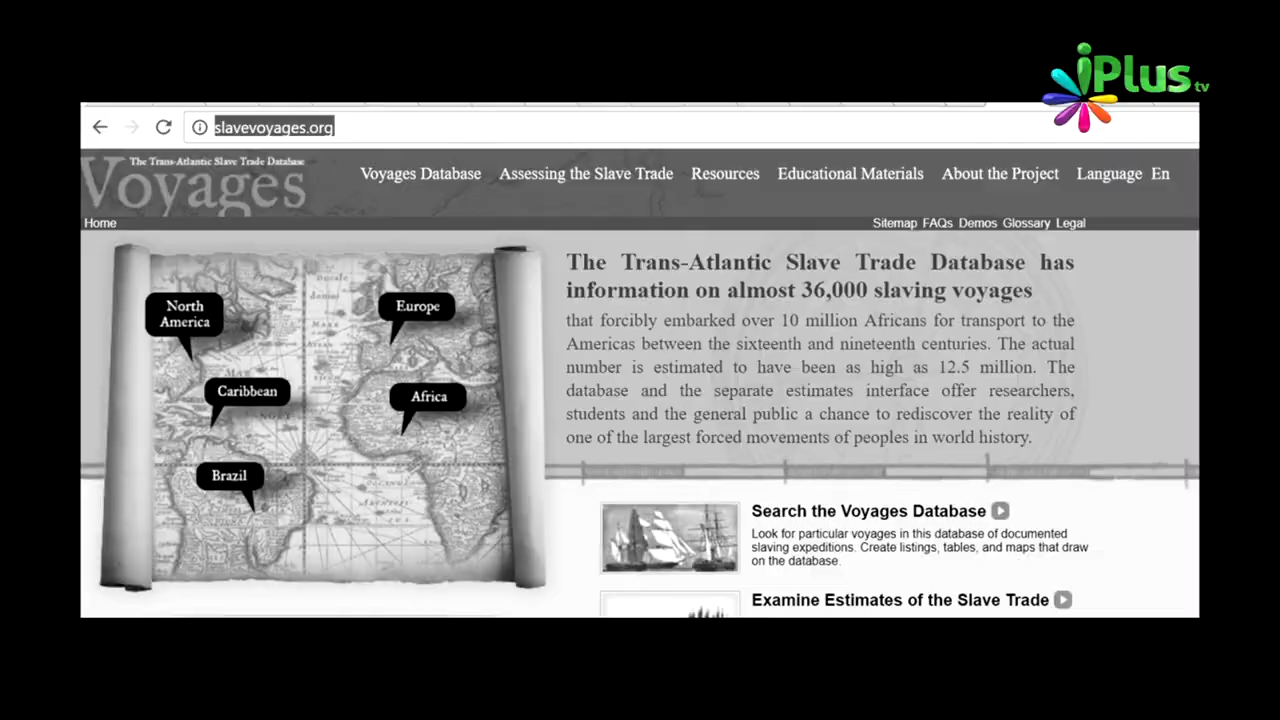 iPlus tv
slavevoyages.org
The Trans-Atlantic Slave Trade Database
Voyages
Voyages Database Assessing the Slave Trade Resources Educational Materials About the Project Language En
Home
Sitemap FAQs Demos Glossary Legal
North
America
Europe
Caribbean
Africa
Brazil
The Trans-Atlantic Slave Trade Database has
information on almost 36,000 slaving voyages
that forcibly embarked over 10 million Africans for transport to the
Americas between the sixteenth and nineteenth centuries. The actual
number is estimated to have been as high as 12.5 million. The
database and the separate estimates interface offer researchers,
students and the general public a chance to rediscover the reality of
one of the largest forced movements of peoples in world history.
Search the Voyages Database
Look for particular voyages in this database of documented
slaving expeditions. Create listings, tables, and maps that draw
on the database.
Examine Estimates of the Slave Trade